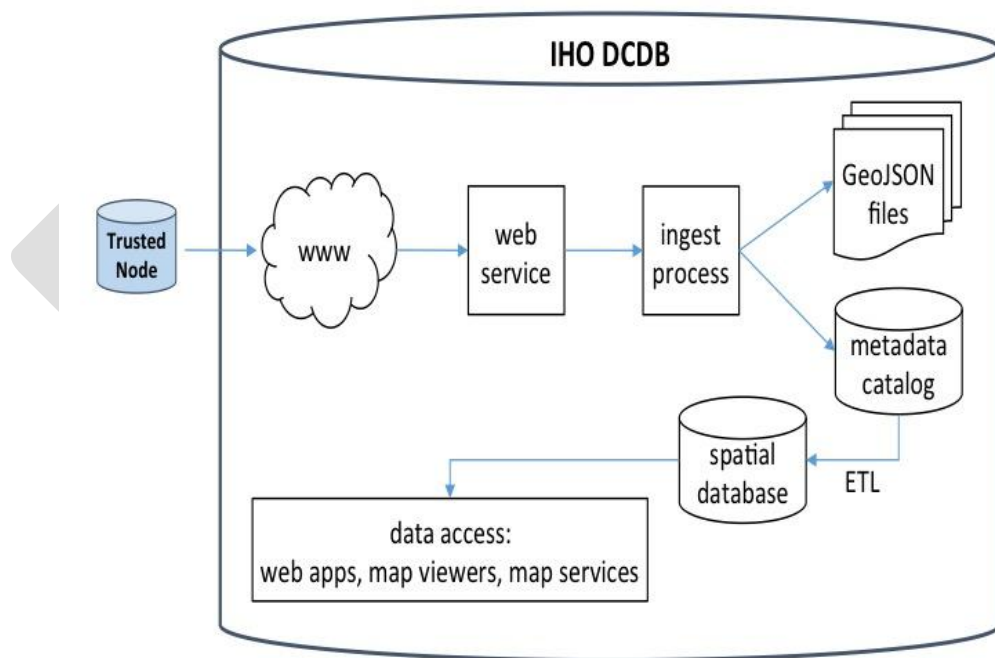 IHO DCDB
Trusted
Node
www
web
service
ingest
process
GeoJSON
files
metadata
catalog
ETL
spatial
database
data access:
web apps, map viewers, map services